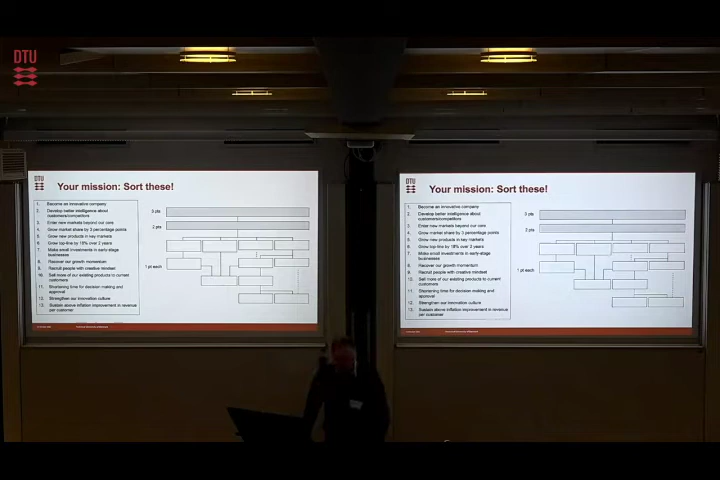 DTU
DTU
Your mission: Sort these!
1. Become an innovative company
2. Develop better intelligence about
customers/competitors
3. Enter new markets beyond our core
4. Grow market share by 3 percentage points
5. Grow new products in key markets
6. Grow top-line by 18% over 2 years
7. Make small investments in early-stage
businesses
8. Recover our growth momentum
9. Recruit people with creative mindset
10. Sell more of our existing products to current
customers
11. Shortening time for decision making and
approval
12. Strengthen our innovation culture
13. Sustain above inflation improvement in revenue
per customer
3 pts
2 pts
1 pt each
DTU
Your mission: Sort these!
1. Become an innovative company
2. Develop better intelligence about
customers/competitors
3. Enter new markets beyond our core
4. Grow market share by 3 percentage points
5. Grow new products in key markets
6. Grow top-line by 18% over 2 years
7. Make small investments in early-stage
businesses
8. Recover our growth momentum
9. Recruit people with creative mindset
10. Sell more of our existing products to current
customers
11. Shortening time for decision making and
approval
12. Strengthen our innovation culture
13. Sustain above inflation improvement in revenue
per customer
3 pts
2 pts
1 pt each